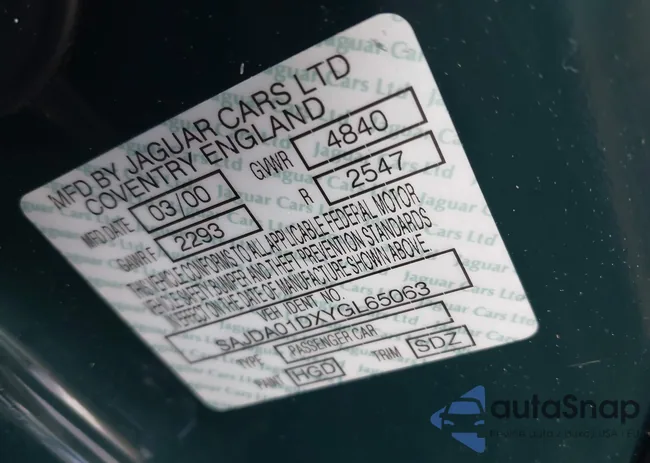 MFD BY JAGUAR CARS LTD
COVENTRY ENGLAND
MFD. DATE 03/00 GVWR 4840
GAWR F 2293 R 2547
THIS VEHICLE CONFORMS TO ALL APPLICABLE FEDERAL MOTOR
VEHICLE SAFETY BUMPER AND THEFT PREVENTION STANDARDS
IN EFFECT ON THE DATE OF MANUFACTURE SHOWN ABOVE.
VEH IDENT. NO.
SAJDA01DXYGL65063
TYPE PASSENGER CAR
PAINT HGD TRIM SDZ
autoSnap